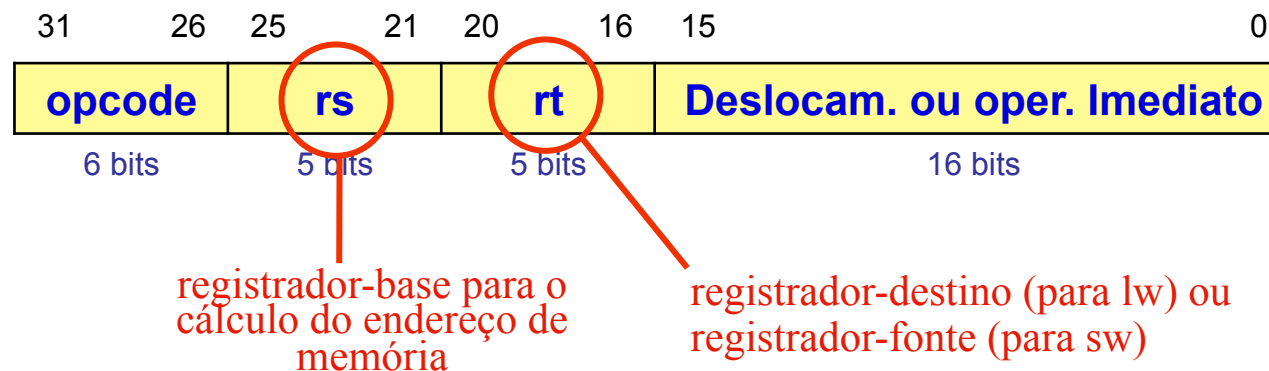 31 26 25 21 20 16 15 0
opcode rs rt Deslocam. ou oper. Imediato
6 bits 5 bits 5 bits 16 bits
registrador-base para o
cálculo do endereço de
memória
registrador-destino (para lw) ou
registrador-fonte (para sw)